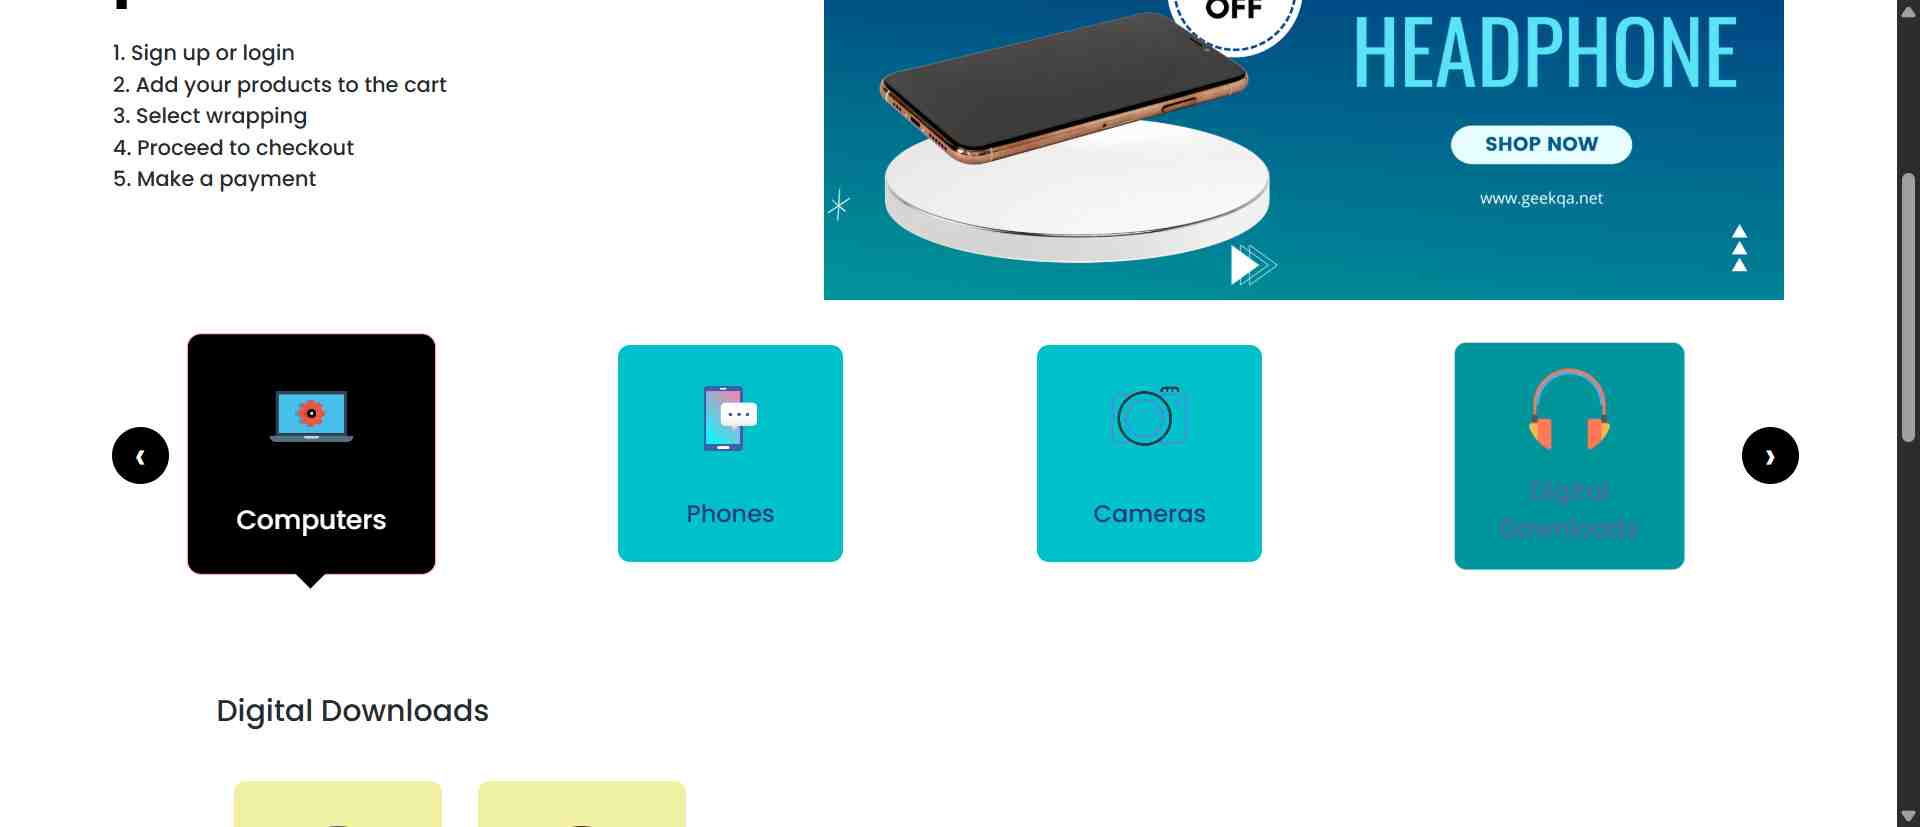 1. Sign up or login
2. Add your products to the cart
3. Select wrapping
4. Proceed to checkout
5. Make a payment
OFF
HEADPHONE
SHOP NOW
www.geekqa.net
‹
Computers
Phones
Cameras
Digital
Downloads
›
Digital Downloads